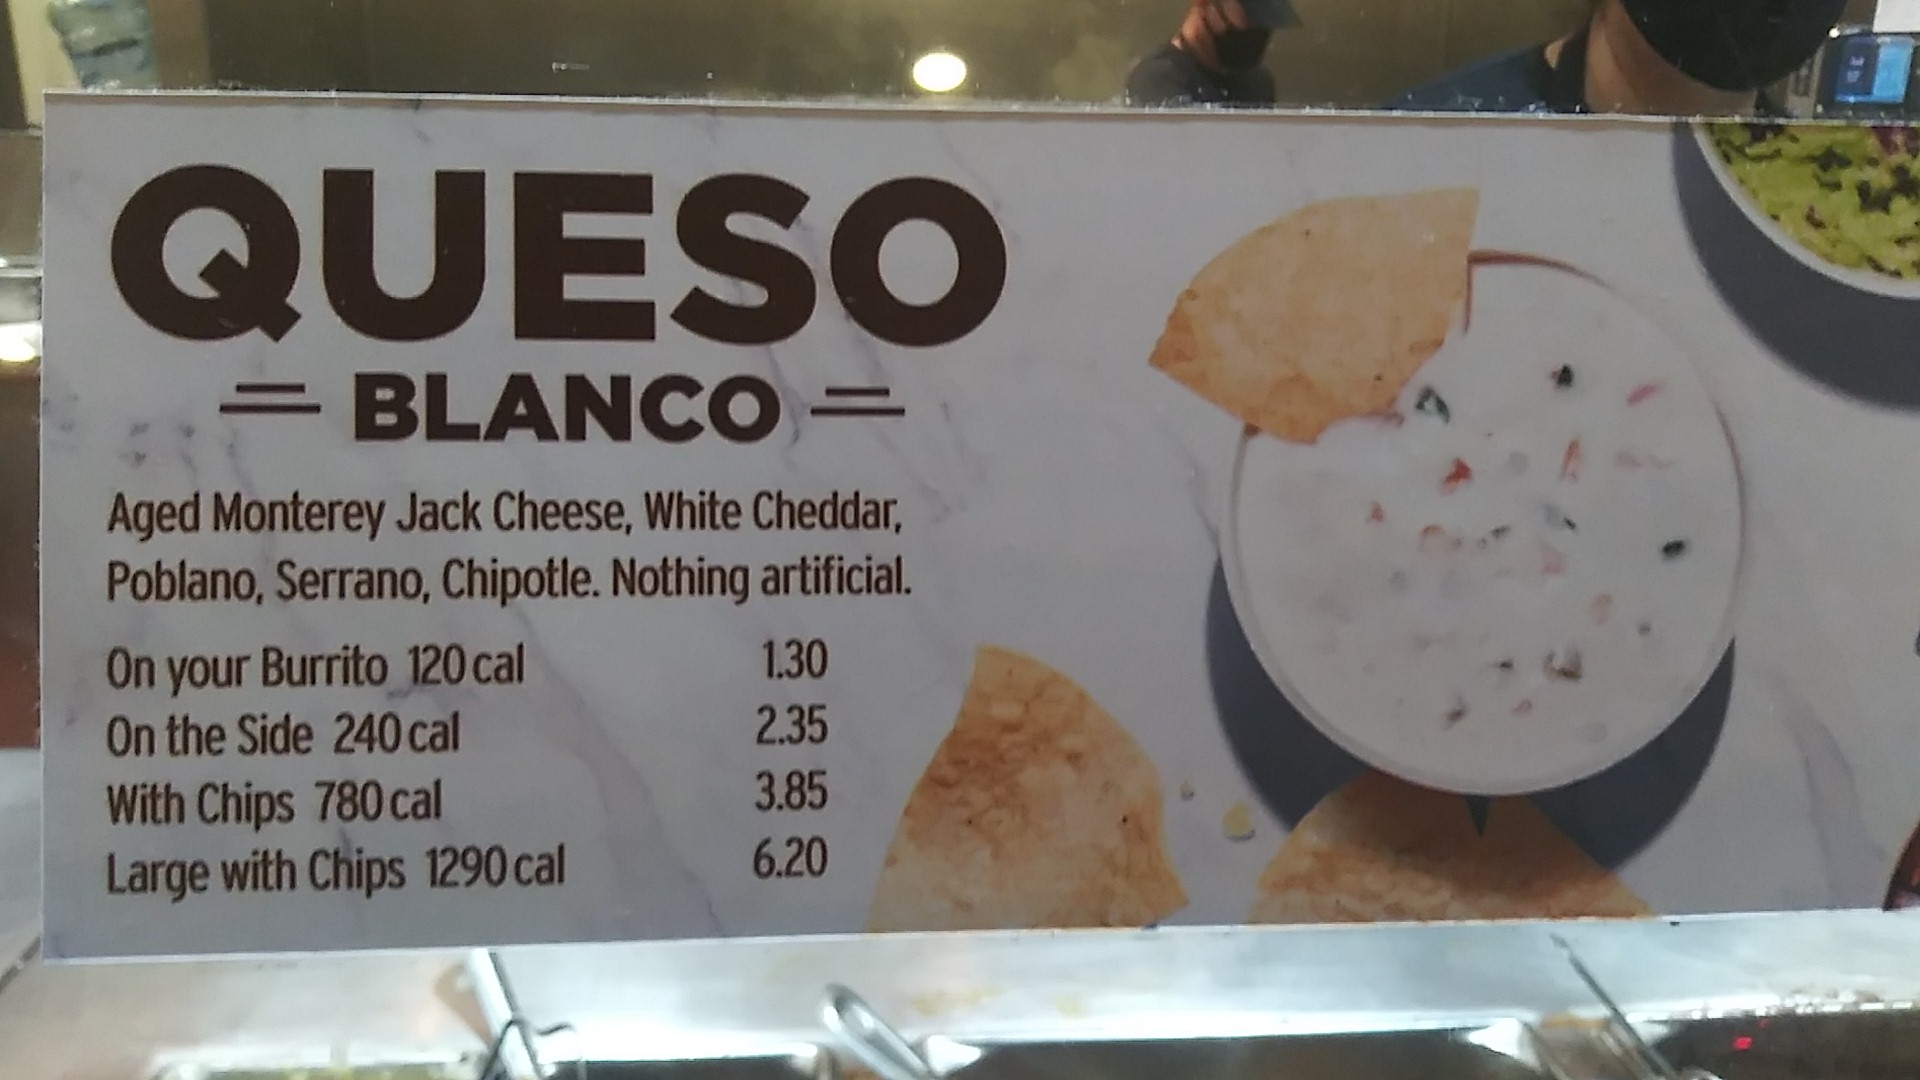 QUESO
BLANCO
Aged Monterey Jack Cheese, White Cheddar,
Poblano, Serrano, Chipotle. Nothing artificial.
On your Burrito 120 cal 1.30
On the Side 240 cal 2.35
With Chips 780 cal 3.85
Large with Chips 1290 cal 6.20